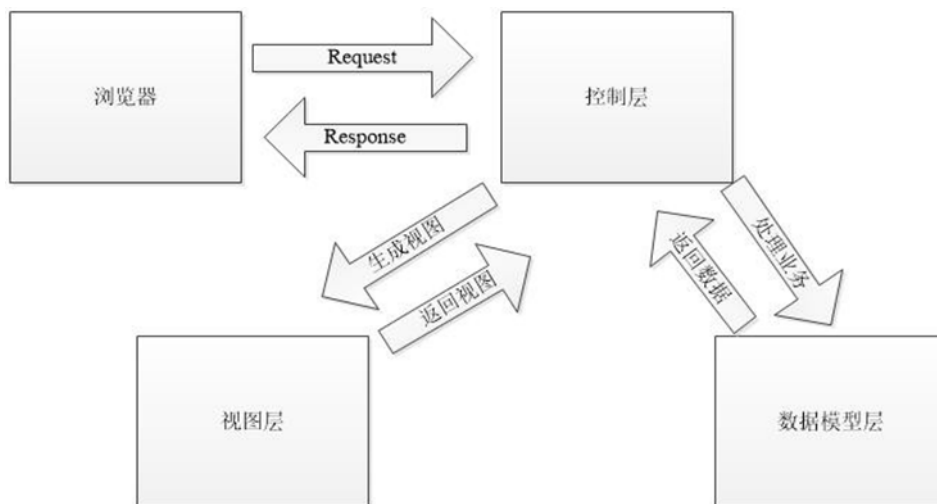 浏览器
Request
控制层
Response
生成视图
返回视图
处理业务
返回数据
视图层
数据模型层